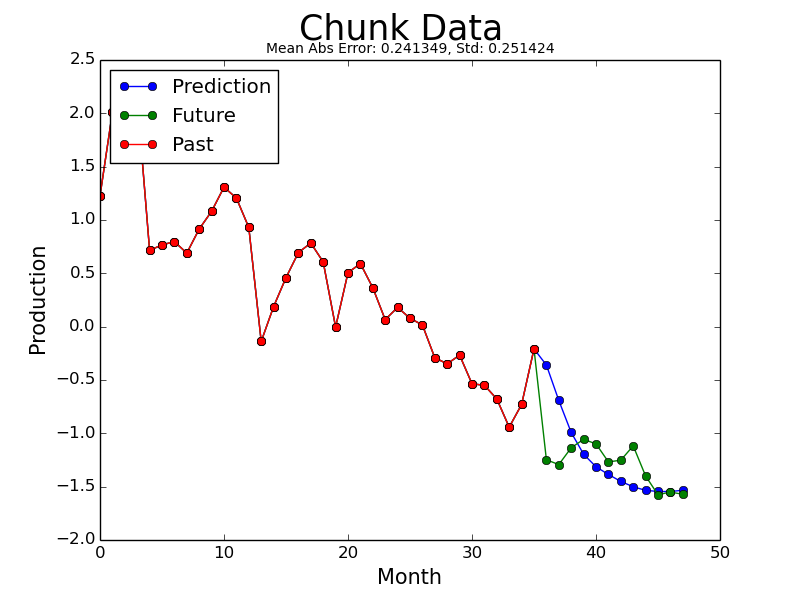 Chunk Data
Mean Abs Error: 0.241349, Std: 0.251424
2.5
2.0
1.5
1.0
0.5
0.0
−0.5
−1.0
−1.5
−2.0
Production
Prediction
Future
Past
0 10 20 30 40 50
Month